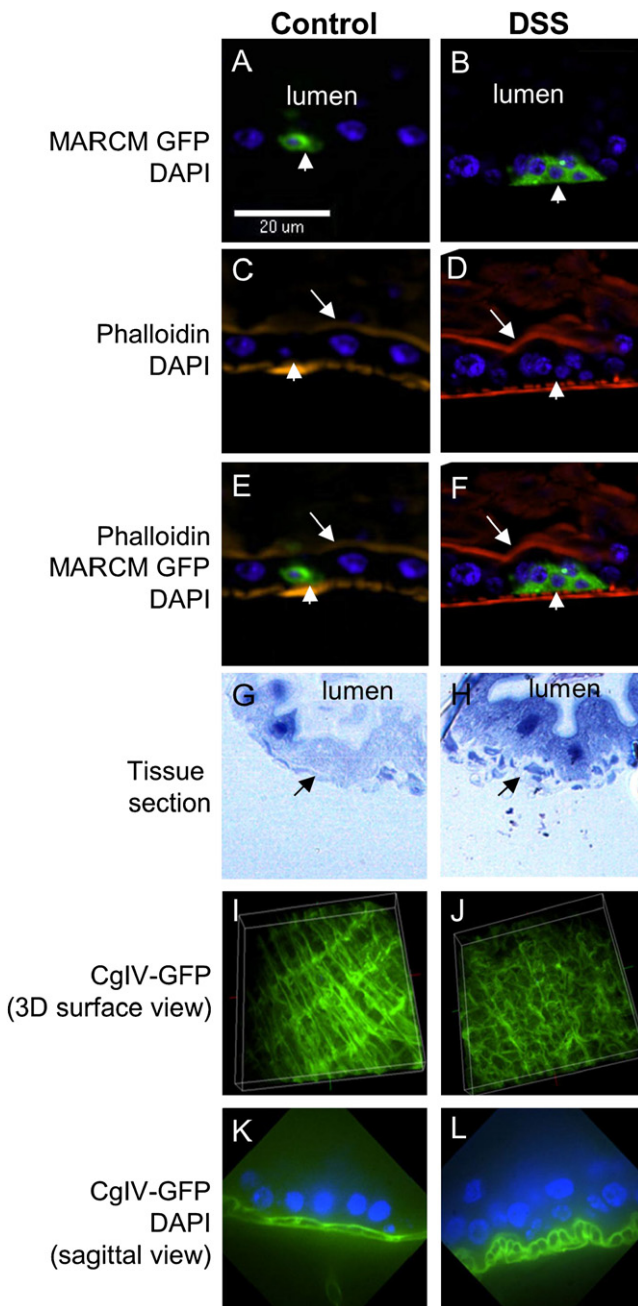 Control DSS
A B
lumen lumen
MARCM GFP
DAPI
20 um
C D
Phalloidin
DAPI
E F
Phalloidin
MARCM GFP
DAPI
G lumen H lumen
Tissue
section
I J
CgIV-GFP
(3D surface view)
K L
CgIV-GFP
DAPI
(sagittal view)